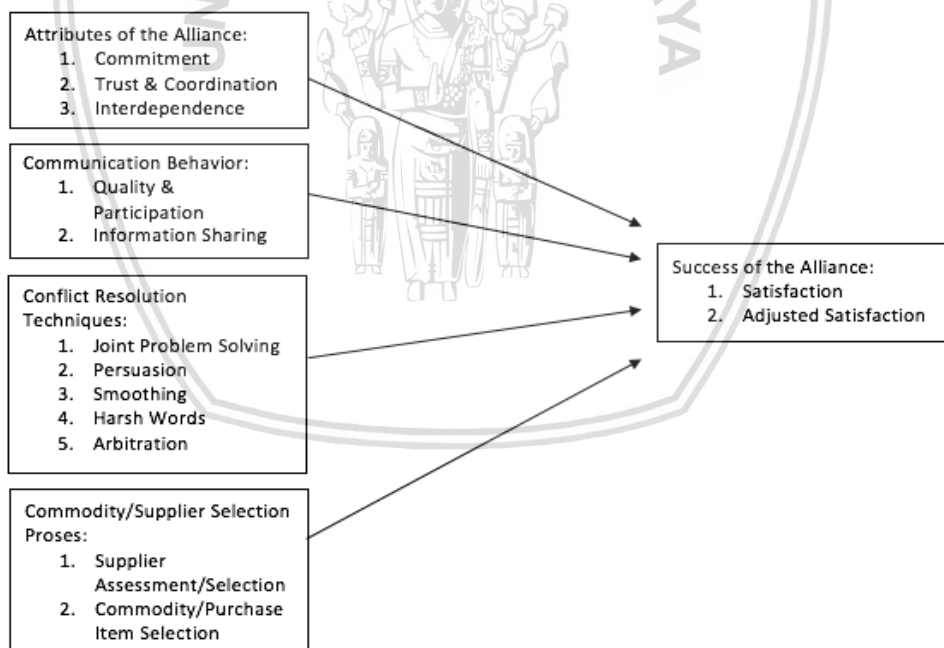 Attributes of the Alliance:
1. Commitment
2. Trust & Coordination
3. Interdependence
Communication Behavior:
1. Quality &
Participation
2. Information Sharing
Conflict Resolution
Techniques:
1. Joint Problem Solving
2. Persuasion
3. Smoothing
4. Harsh Words
5. Arbitration
Commodity/Supplier Selection
Proses:
1. Supplier
Assessment/Selection
2. Commodity/Purchase
Item Selection
Success of the Alliance:
1. Satisfaction
2. Adjusted Satisfaction
YA